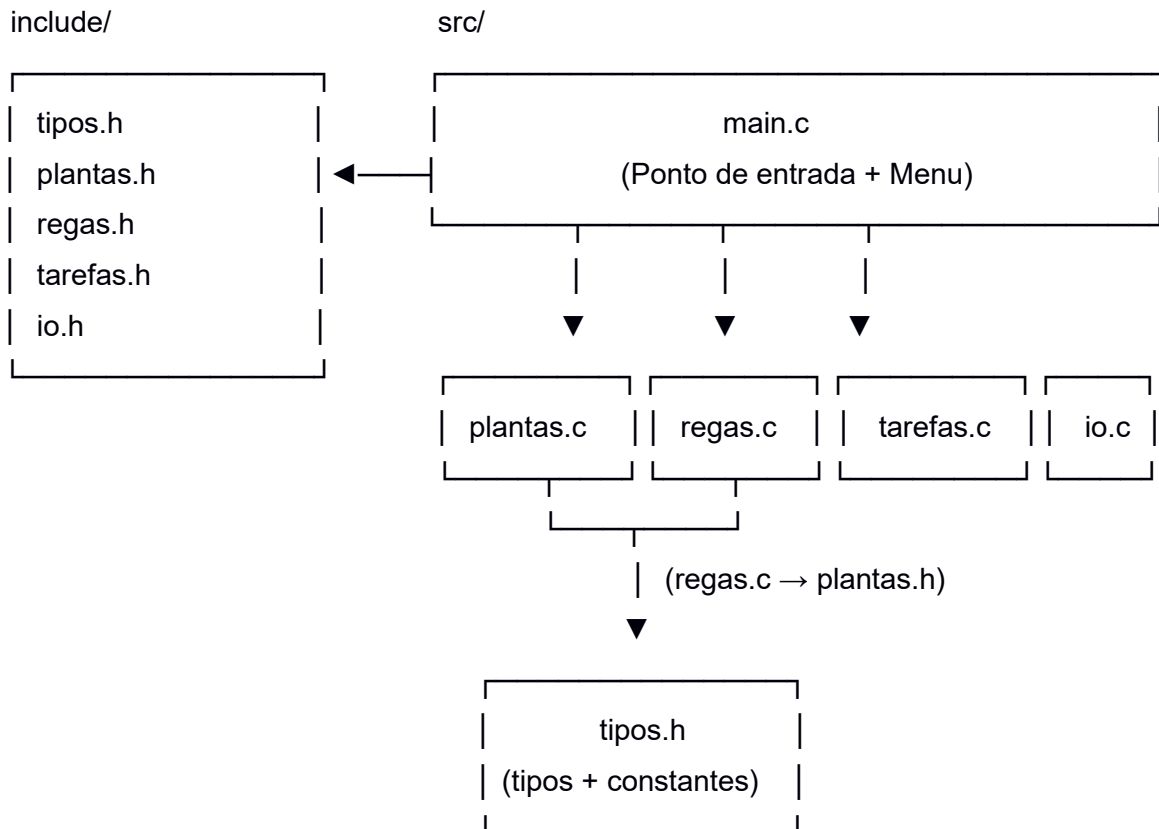 include/
src/
tipos.h
plantas.h
regas.h
tarefas.h
io.h
main.c
(Ponto de entrada + Menu)
plantas.c
regas.c
tarefas.c
io.c
(regas.c → plantas.h)
tipos.h
(tipos + constantes)